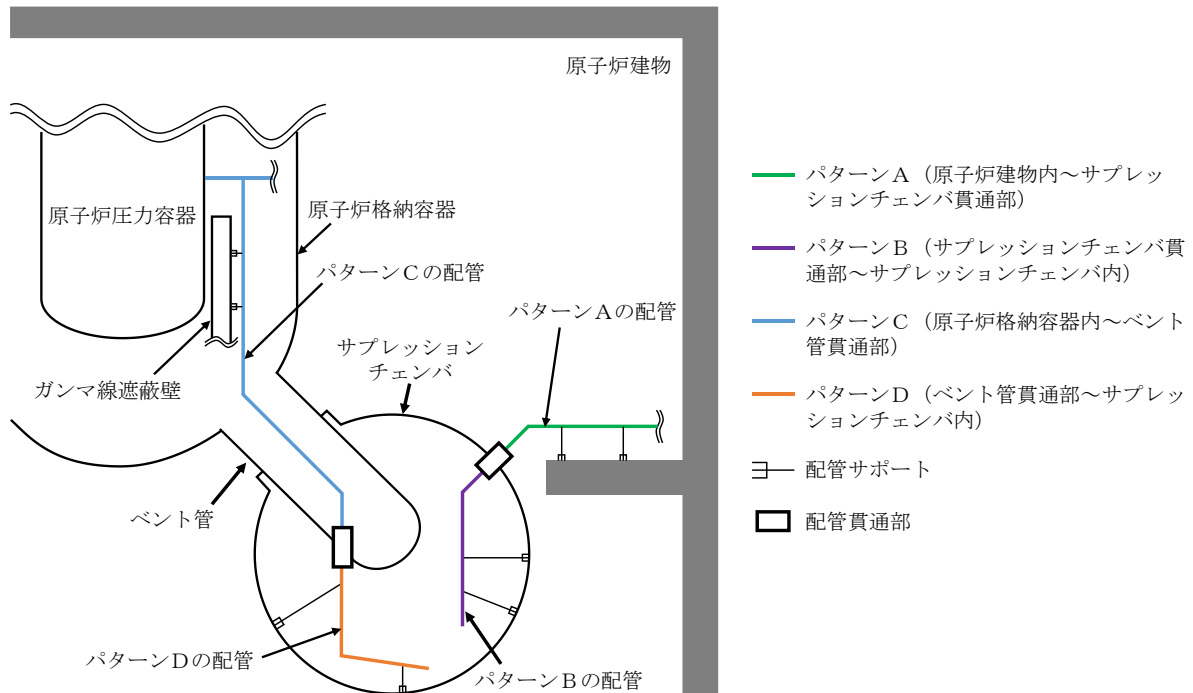 原子炉建物
原子炉圧力容器
原子炉格納容器
パターンCの配管
パターンAの配管
サプレッション
チェンバ
ガンマ線遮蔽壁
ベント管
パターンDの配管
パターンBの配管
パターンA（原子炉建物内～サプレッ
ションチェンバ貫通部）
パターンB（サプレッションチェンバ貫
通部～サプレッションチェンバ内）
パターンC（原子炉格納容器内～ベント
管貫通部）
パターンD（ベント管貫通部～サプレッ
ションチェンバ内）
配管サポート
配管貫通部